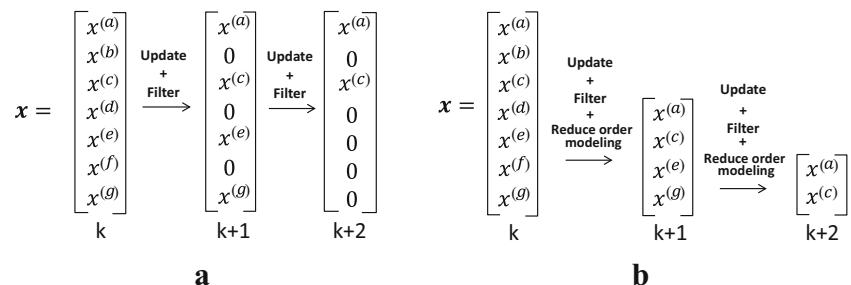 x =
x^(a)
x^(b)
x^(c)
x^(d)
x^(e)
x^(f)
x^(g)
k
Update
+
Filter
x^(a)
0
x^(c)
0
x^(e)
0
x^(g)
k+1
Update
+
Filter
x^(a)
0
x^(c)
0
0
0
0
k+2
a
x =
x^(a)
x^(b)
x^(c)
x^(d)
x^(e)
x^(f)
x^(g)
k
Update
+
Filter
+
Reduce order
modeling
x^(a)
x^(c)
x^(e)
x^(g)
k+1
Update
+
Filter
+
Reduce order
modeling
x^(a)
x^(c)
k+2
b